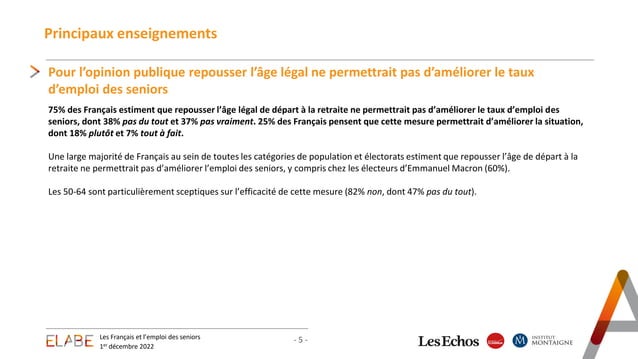 Principaux enseignements
Pour l’opinion publique repousser l’âge légal ne permettrait pas d’améliorer le taux
d’emploi des seniors
75% des Français estiment que repousser l’âge légal de départ à la retraite ne permettrait pas d’améliorer le taux d’emploi des
seniors, dont 38% pas du tout et 37% pas vraiment. 25% des Français pensent que cette mesure permettrait d’améliorer la situation,
dont 18% plutôt et 7% tout à fait.
Une large majorité de Français au sein de toutes les catégories de population et électorats estiment que repousser l’âge de départ à la
retraite ne permettrait pas d’améliorer l’emploi des seniors, y compris chez les électeurs d’Emmanuel Macron (60%).
Les 50-64 sont particulièrement sceptiques sur l’efficacité de cette mesure (82% non, dont 47% pas du tout).
ELABE
Les Français et l’emploi des seniors
1er décembre 2022
- 5 -
Les Echos
INSTITUT
MONTAIGNE